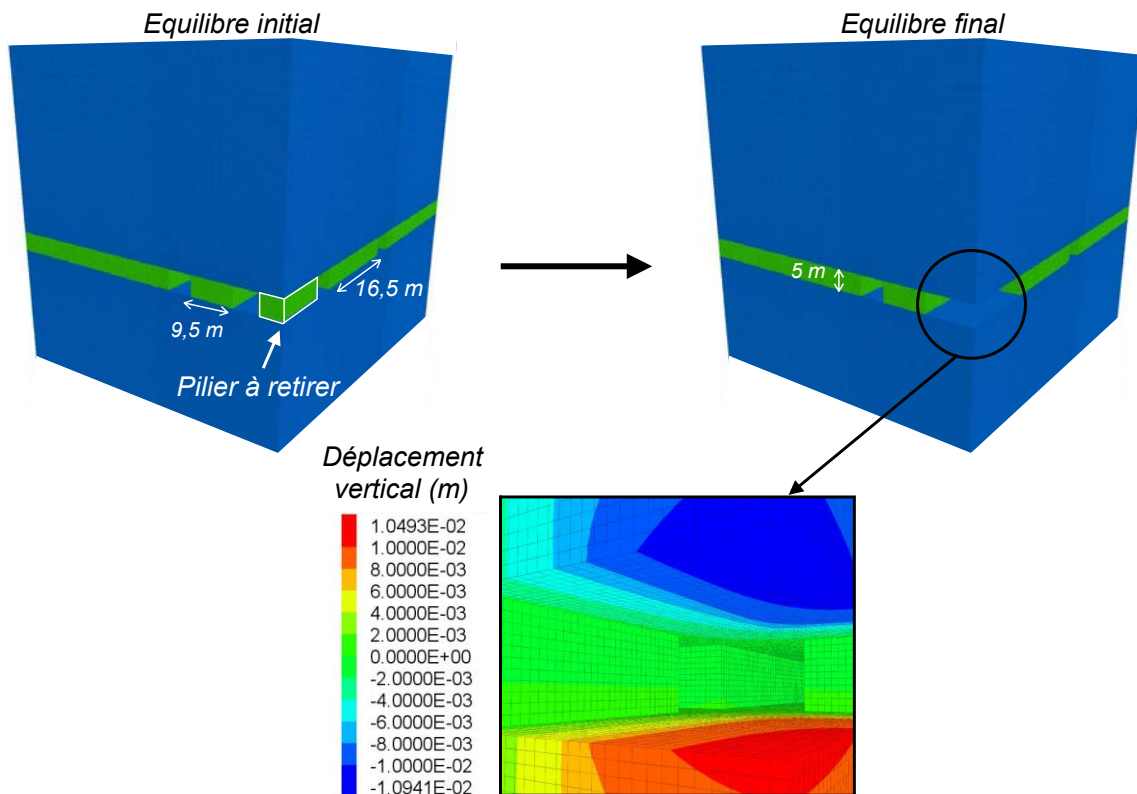 Equilibre initial
Equilibre final
5 m
16,5 m
9,5 m
Pilier à retirer
Déplacement
vertical (m)
1.0493E-02
1.0000E-02
8.0000E-03
6.0000E-03
4.0000E-03
2.0000E-03
0.0000E+00
-2.0000E-03
-4.0000E-03
-6.0000E-03
-8.0000E-03
-1.0000E-02
-1.0941E-02